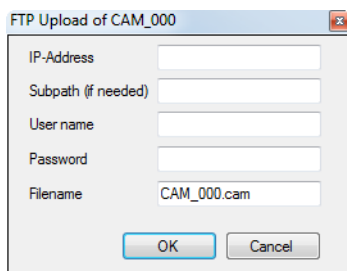 FTP Upload of CAM_000
IP-Address
Subpath (if needed)
User name
Password
Filename CAM_000.cam
OK Cancel